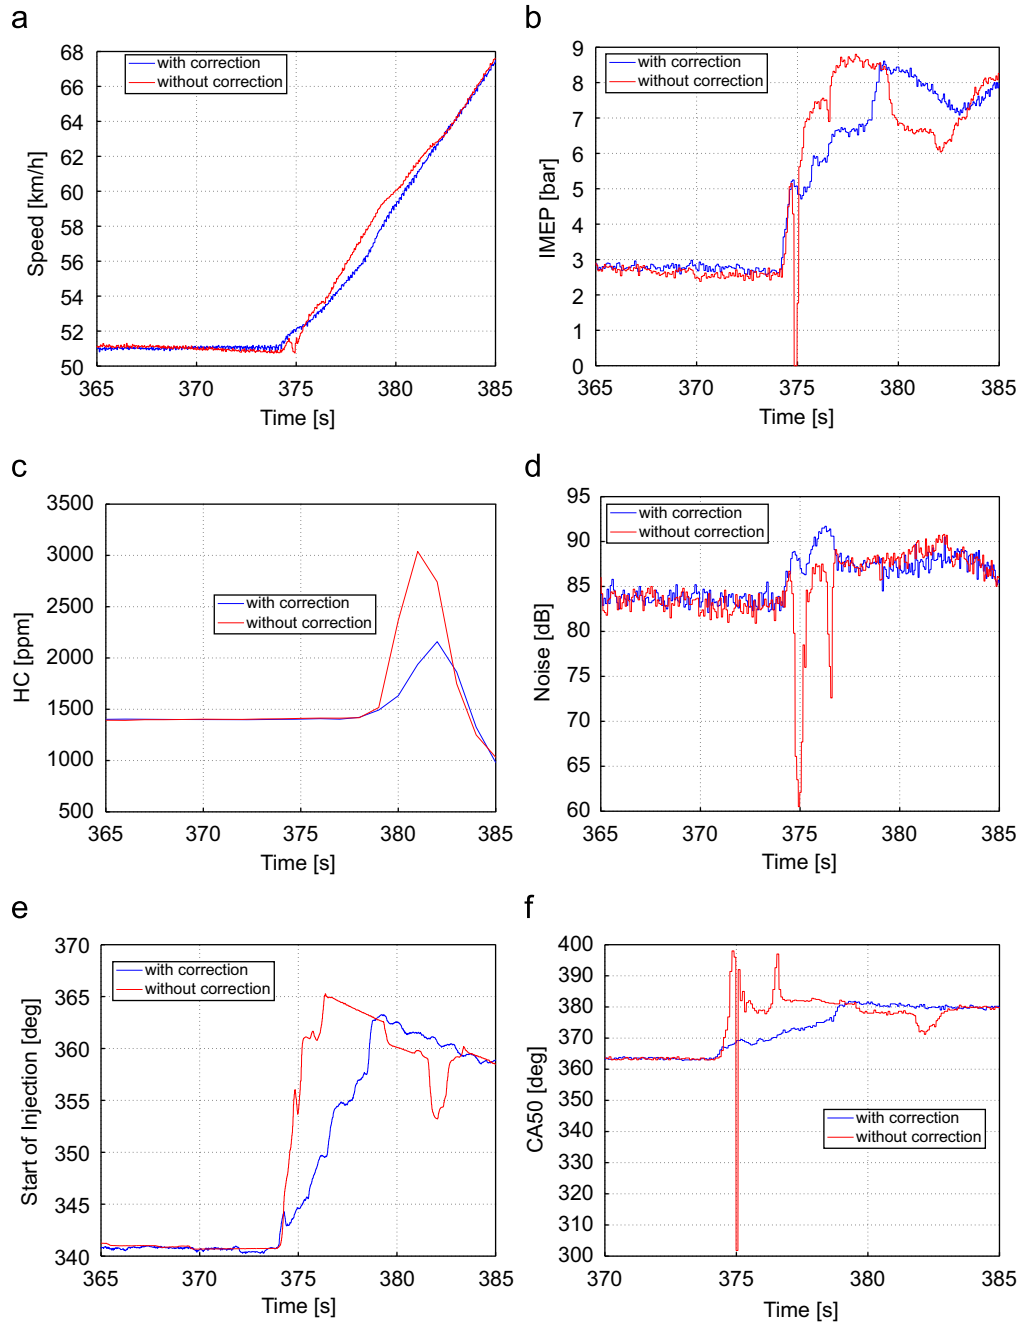 a
with correction
without correction
Speed [km/h]
68
66
64
62
60
58
56
54
52
50
365
370
375
380
385
Time [s]
b
with correction
without correction
IMEP [bar]
9
8
7
6
5
4
3
2
1
0
365
370
375
380
385
Time [s]
c
with correction
without correction
HC [ppm]
3500
3000
2500
2000
1500
1000
500
365
370
375
380
385
Time [s]
d
with correction
without correction
Noise [dB]
95
90
85
80
75
70
65
60
365
370
375
380
385
Time [s]
e
with correction
without correction
Start of Injection [deg]
370
365
360
355
350
345
340
365
370
375
380
385
Time [s]
f
with correction
without correction
CA50 [deg]
400
390
380
370
360
350
340
330
320
310
300
370
375
380
385
Time [s]